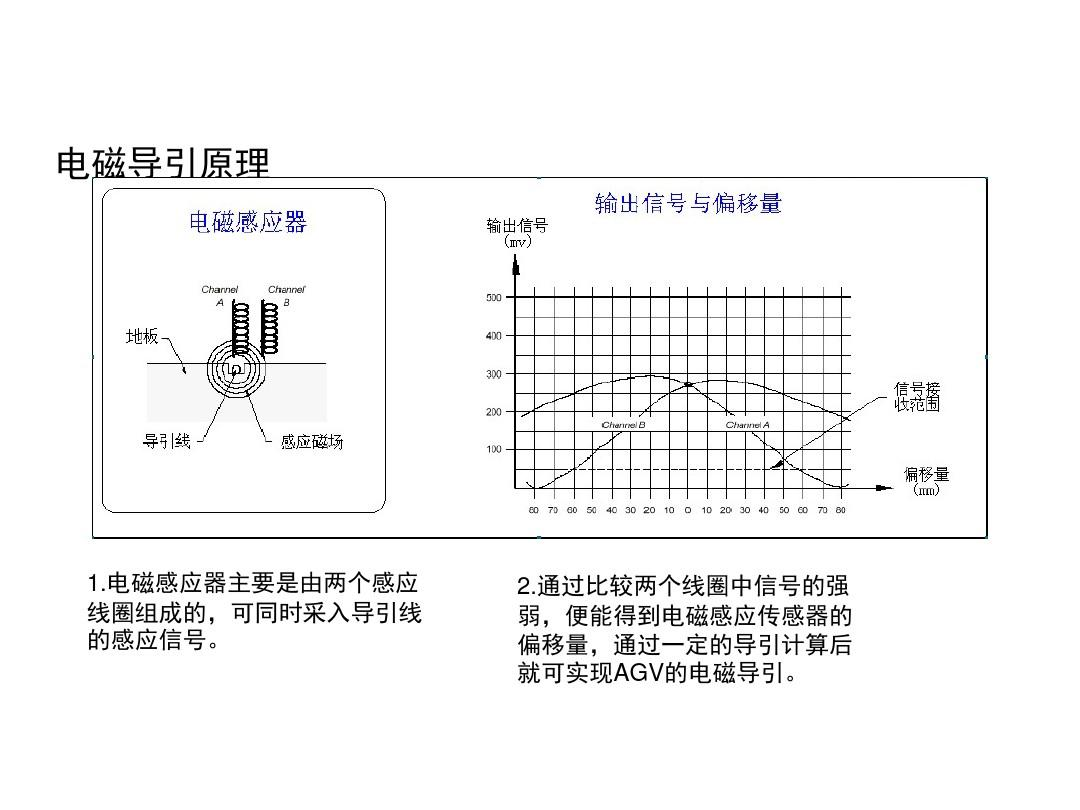 电磁导引原理
电磁感应器
Channel A
Channel B
地板
导引线
感应磁场
输出信号与偏移量
输出信号
(mv)
500
400
300
200
100
Channel B
Channel A
信号接
收范围
偏移量
(mm)
80 70 60 50 40 30 20 10 0 10 20 30 40 50 60 70 80
1.电磁感应器主要是由两个感应
线圈组成的，可同时采入导引线
的感应信号。
2.通过比较两个线圈中信号的强
弱，便能得到电磁感应传感器的
偏移量，通过一定的导引计算后
就可实现AGV的电磁导引。